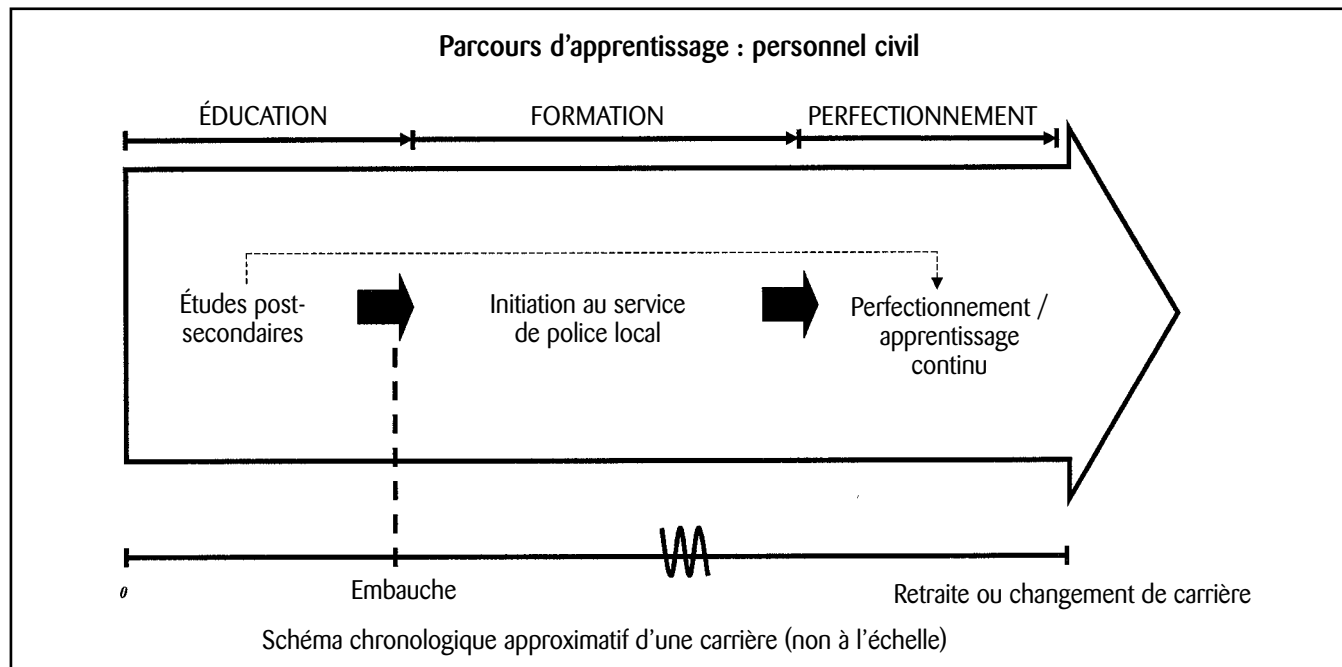 Parcours d'apprentissage : personnel civil
ÉDUCATION
FORMATION
PERFECTIONNEMENT
Études post-
secondaires
Initiation au service
de police local
Perfectionnement /
apprentissage
continu
0
Embauche
Retraite ou changement de carrière
Schéma chronologique approximatif d'une carrière (non à l'échelle)